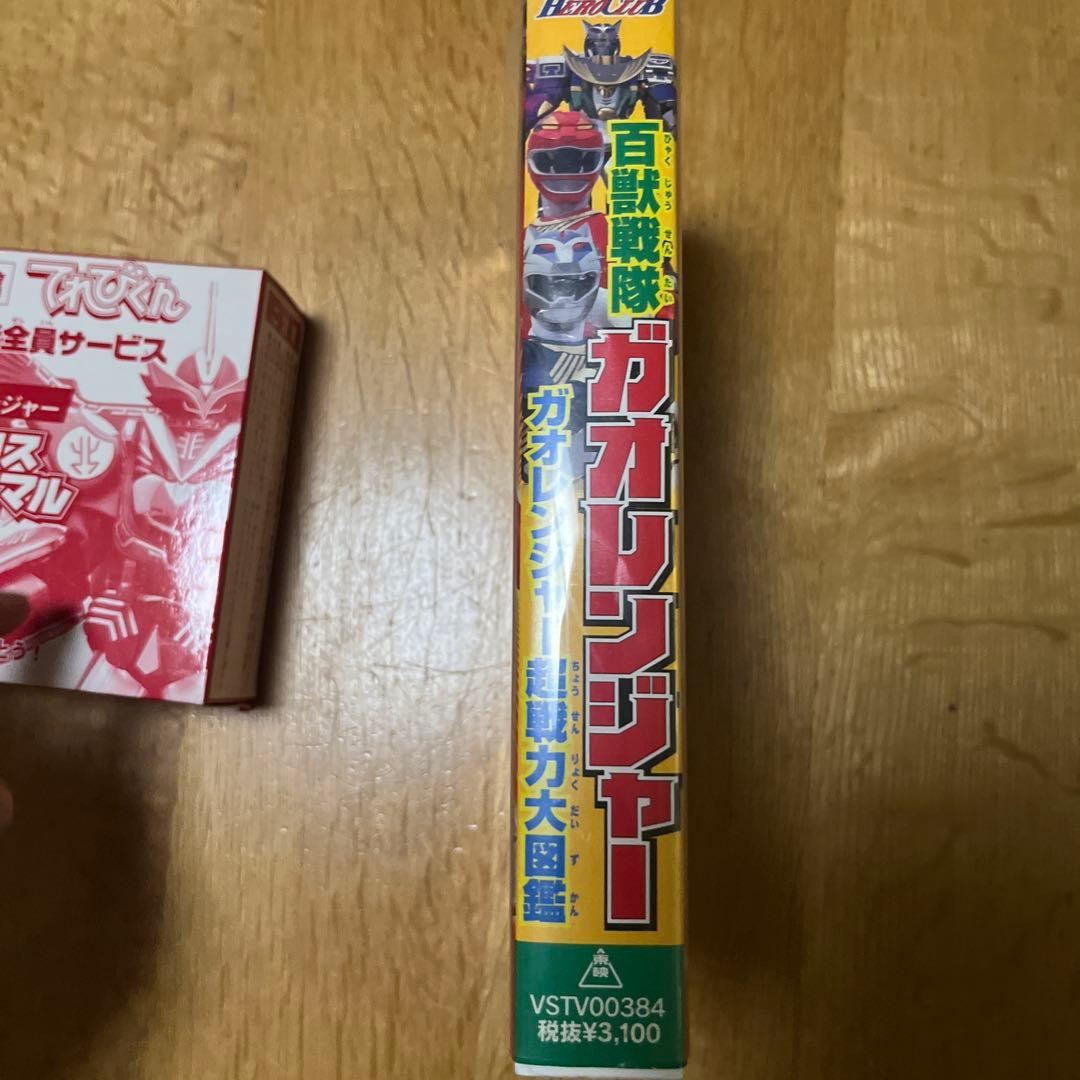 てれびくん
全員サービス
ジャー
ス
マル
HERO CLUB
百獣戦隊
ひゃくじゅうせんたい
ガオレンジャー
ガオレンジャー超戦力大図鑑
ちょうせんりょくだいずかん
東映
VSTV00384
税抜¥3,100